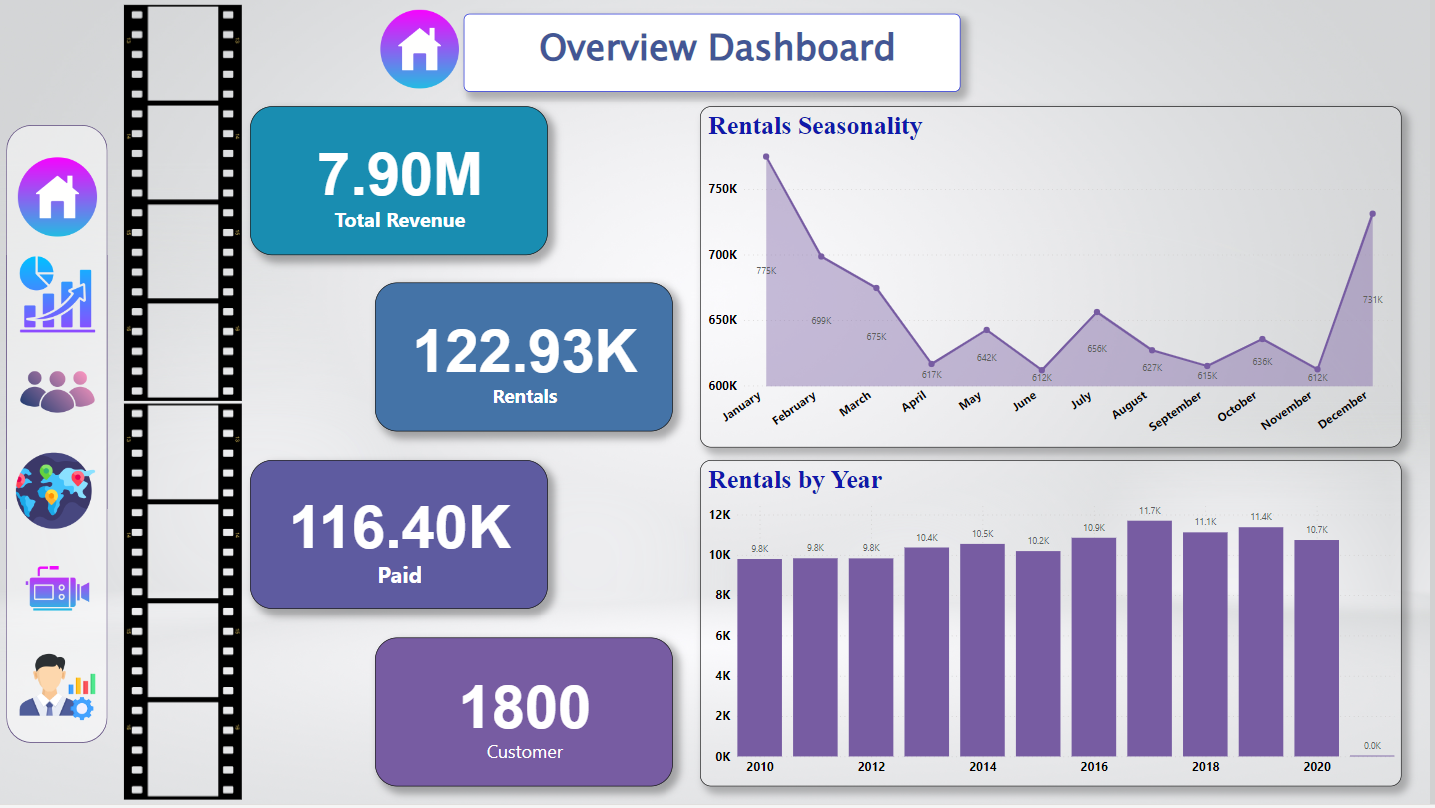 Overview Dashboard
7.90M
Total Revenue
122.93K
Rentals
116.40K
Paid
1800
Customer
Rentals Seasonality
750K
700K
650K
600K
775K
699K
675K
617K
642K
612K
656K
627K
615K
636K
612K
731K
January
February
March
April
May
June
July
August
September
October
November
December
Rentals by Year
12K
10K
8K
6K
4K
2K
0K
9.8K
9.8K
9.8K
10.4K
10.5K
10.2K
10.9K
11.7K
11.1K
11.4K
10.7K
0.0K
2010
2012
2014
2016
2018
2020